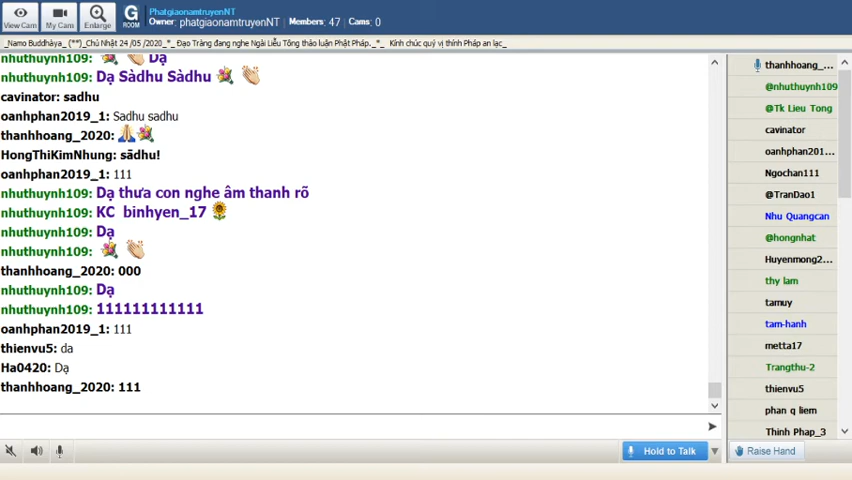 View Cam
My Cam
Enlarge
G
ROOM
PhatgiaonamtruyenNT
Owner: phatgiaonamtruyenNT
Members: 47
Cams: 0
_Namo Buddhàya_ (**)_Chủ Nhật 24 /05 /2020_*_ Đạo Tràng đang nghe Ngài Liễu Tông thảo luận Phật Pháp._*_ Kính chúc quý vị thính Pháp an lạc_
nhuthuynh109: Dạ
nhuthuynh109: Dạ Sàdhu Sàdhu
cavinator: sadhu
oanhphan2019_1: Sadhu sadhu
thanhhoang_2020:
HongThiKimNhung: sādhu!
oanhphan2019_1: 111
nhuthuynh109: Dạ thưa con nghe âm thanh rõ
nhuthuynh109: KC binhyen_17
nhuthuynh109: Dạ
nhuthuynh109:
thanhhoang_2020: 000
nhuthuynh109: Dạ
nhuthuynh109: 111111111111
oanhphan2019_1: 111
thienvu5: da
Ha0420: Dạ
thanhhoang_2020: 111
thanhhoang_...
@nhuthuynh109
@Tk Lieu Tong
cavinator
oanhphan201...
Ngochan111
@TranDao1
Nhu Quangcan
@hongnhat
Huyenmong2...
thy lam
tamuy
tam-hanh
metta17
Trangthu-2
thienvu5
phan q liem
Thinh Phap_3
Hold to Talk
Raise Hand